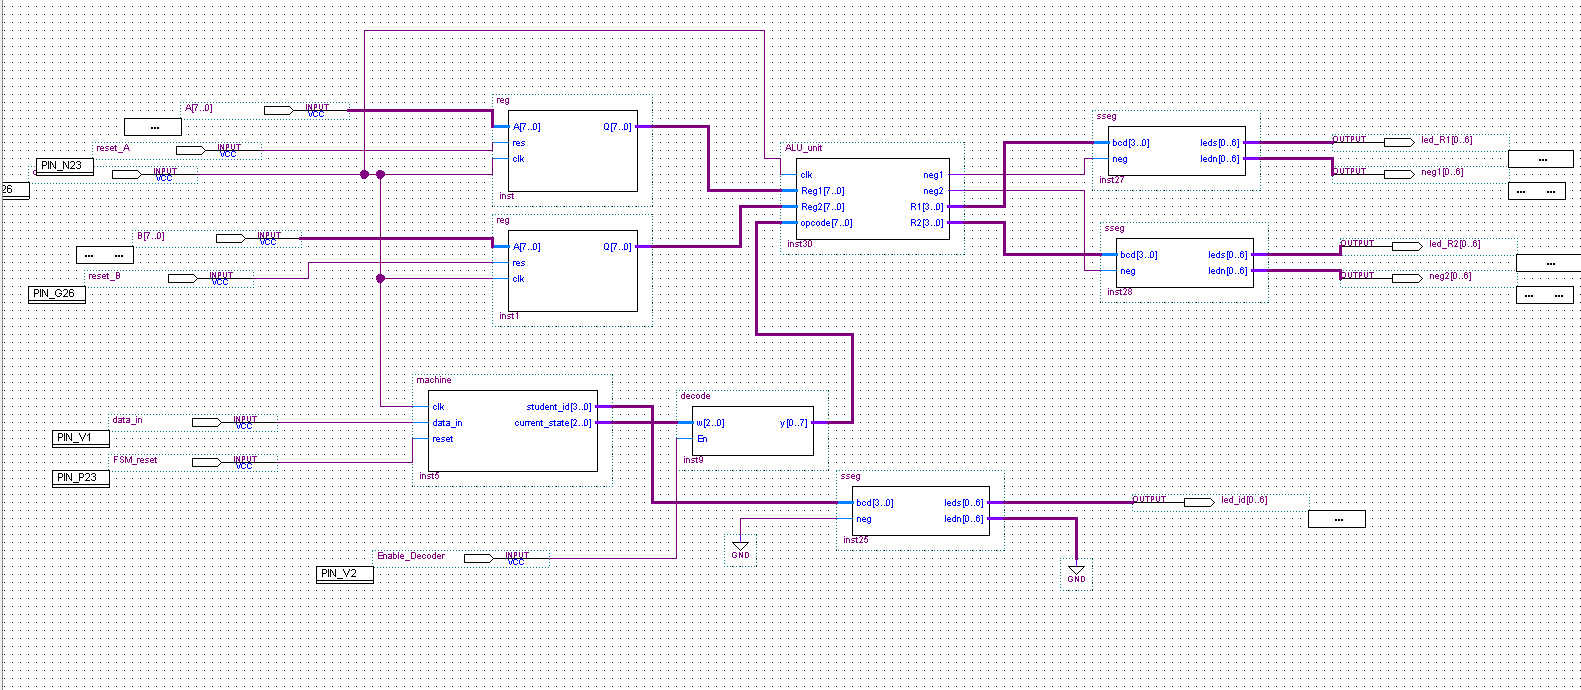 A[7..0] INPUT VCC
...
reset_A INPUT VCC
PIN_N23
INPUT VCC
26
B[7..0] INPUT VCC
... ...
reset_B INPUT VCC
PIN_G26
reg
A[7..0] Q[7..0]
res
clk
inst
reg
A[7..0] Q[7..0]
res
clk
inst1
ALU_unit
clk neg1
Reg1[7..0] neg2
Reg2[7..0] R1[3..0]
opcode[7..0] R2[3..0]
inst30
sseg
bcd[3..0] leds[0..6]
neg ledn[0..6]
inst27
OUTPUT led_R1[0..6]
...
OUTPUT neg1[0..6]
... ...
sseg
bcd[3..0] leds[0..6]
neg ledn[0..6]
inst28
OUTPUT led_R2[0..6]
...
OUTPUT neg2[0..6]
... ...
machine
clk student_id[3..0]
data_in current_state[2..0]
reset
inst5
data_in INPUT VCC
PIN_V1
FSM_reset INPUT VCC
PIN_P23
decode
w[2..0] y[0..7]
En
inst9
sseg
bcd[3..0] leds[0..6]
neg ledn[0..6]
inst25
OUTPUT led_id[0..6]
...
GND
GND
Enable_Decoder INPUT VCC
PIN_V2